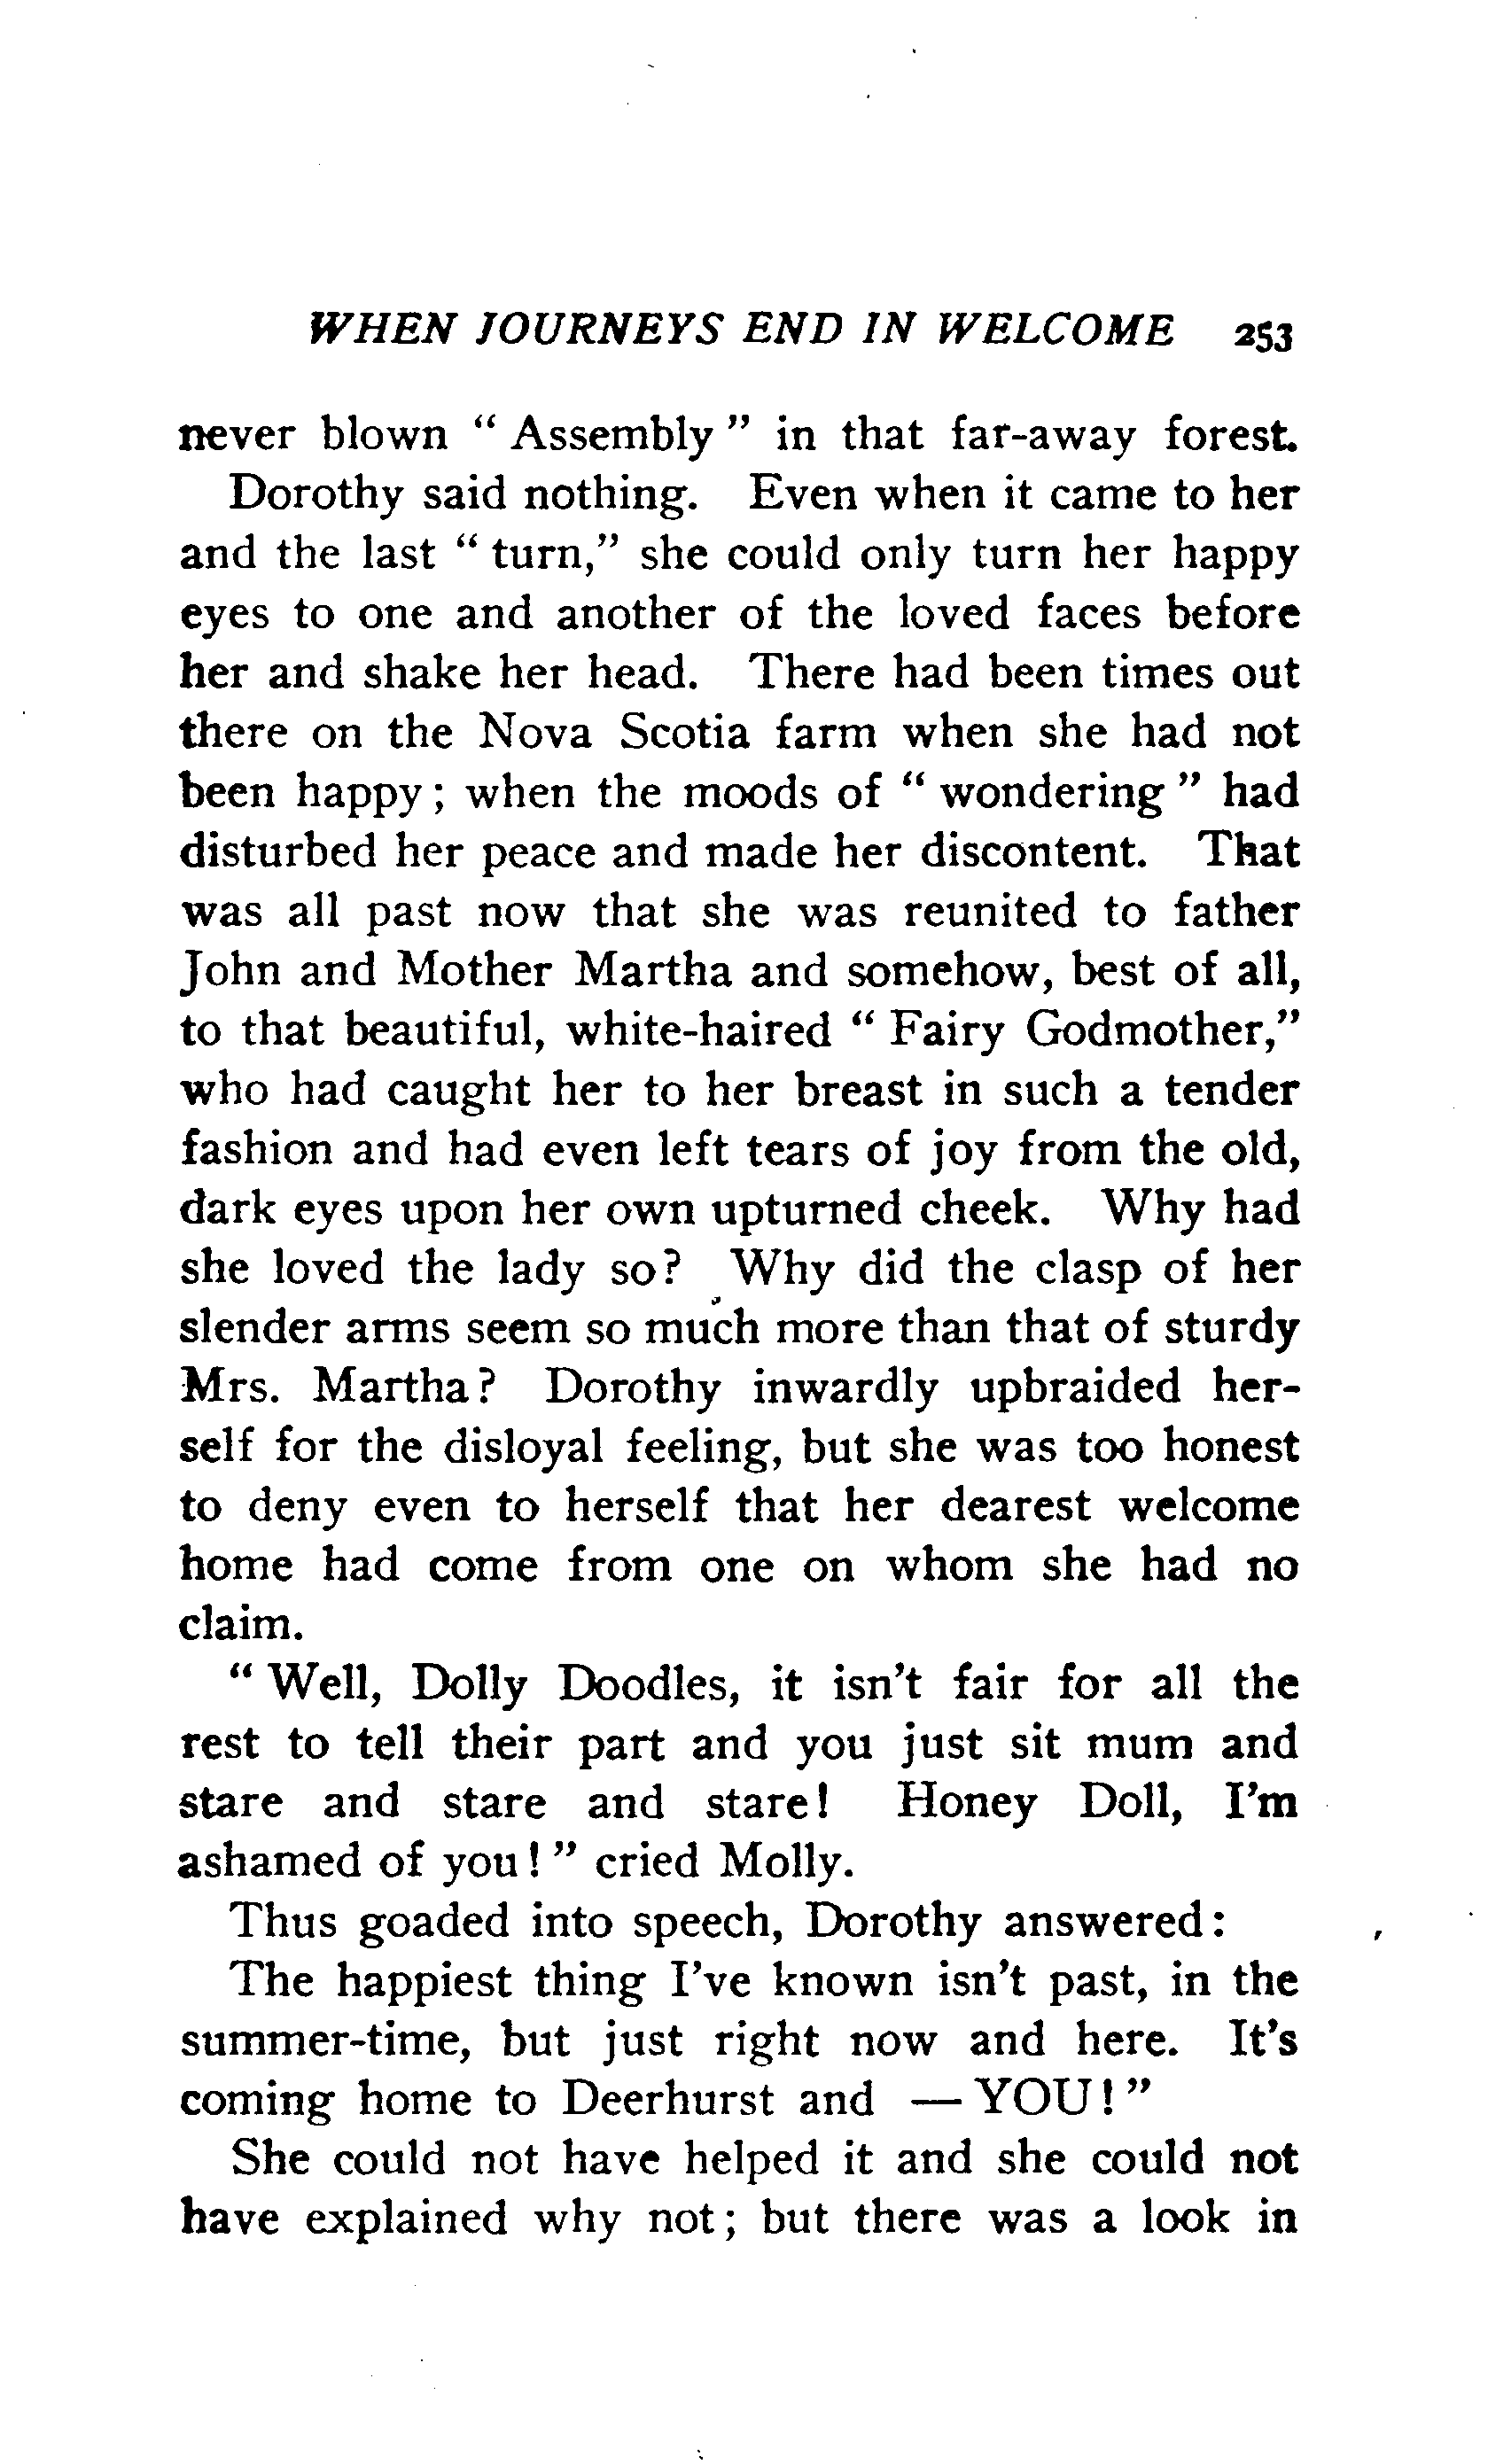 WHEN JOURNEYS END IN WELCOME 253
never blown " Assembly " in that far-away forest.
Dorothy said nothing. Even when it came to her
and the last " turn," she could only turn her happy
eyes to one and another of the loved faces before
her and shake her head. There had been times out
there on the Nova Scotia farm when she had not
been happy ; when the moods of " wondering " had
disturbed her peace and made her discontent. That
was all past now that she was reunited to father
John and Mother Martha and somehow, best of all,
to that beautiful, white-haired " Fairy Godmother,"
who had caught her to her breast in such a tender
fashion and had even left tears of joy from the old,
dark eyes upon her own upturned cheek. Why had
she loved the lady so? Why did the clasp of her
slender arms seem so much more than that of sturdy
Mrs. Martha? Dorothy inwardly upbraided her-
self for the disloyal feeling, but she was too honest
to deny even to herself that her dearest welcome
home had come from one on whom she had no
claim.
" Well, Dolly Doodles, it isn't fair for all the
rest to tell their part and you just sit mum and
stare and stare and stare! Honey Doll, I'm
ashamed of you ! " cried Molly.
Thus goaded into speech, Dorothy answered :
The happiest thing I've known isn't past, in the
summer-time, but just right now and here. It's
coming home to Deerhurst and — YOU ! "
She could not have helped it and she could not
have explained why not ; but there was a look in